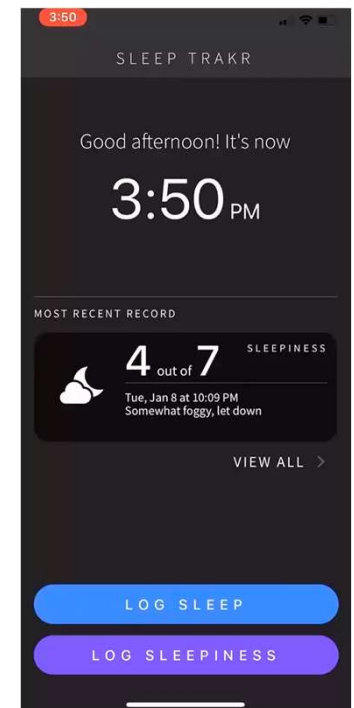 3:50
SLEEP TRAKR
Good afternoon! It's now
3:50 PM
MOST RECENT RECORD
4 out of 7 SLEEPINESS
Tue, Jan 8 at 10:09 PM
Somewhat foggy, let down
VIEW ALL >
LOG SLEEP
LOG SLEEPINESS